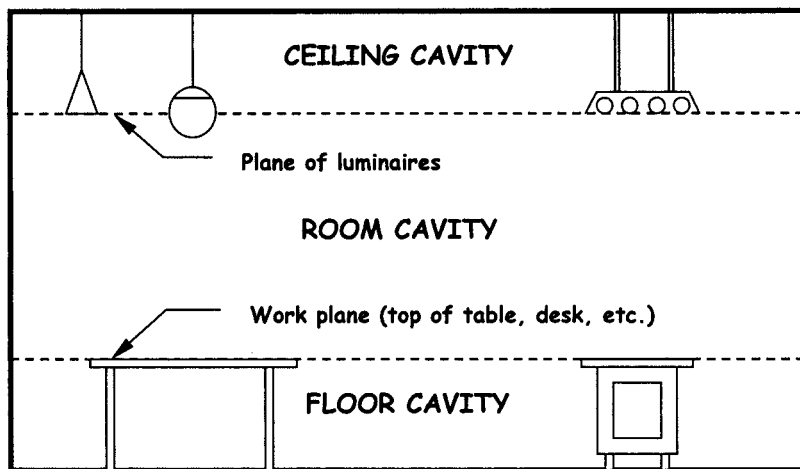 CEILING CAVITY
Plane of luminaires
ROOM CAVITY
Work plane (top of table, desk, etc.)
FLOOR CAVITY